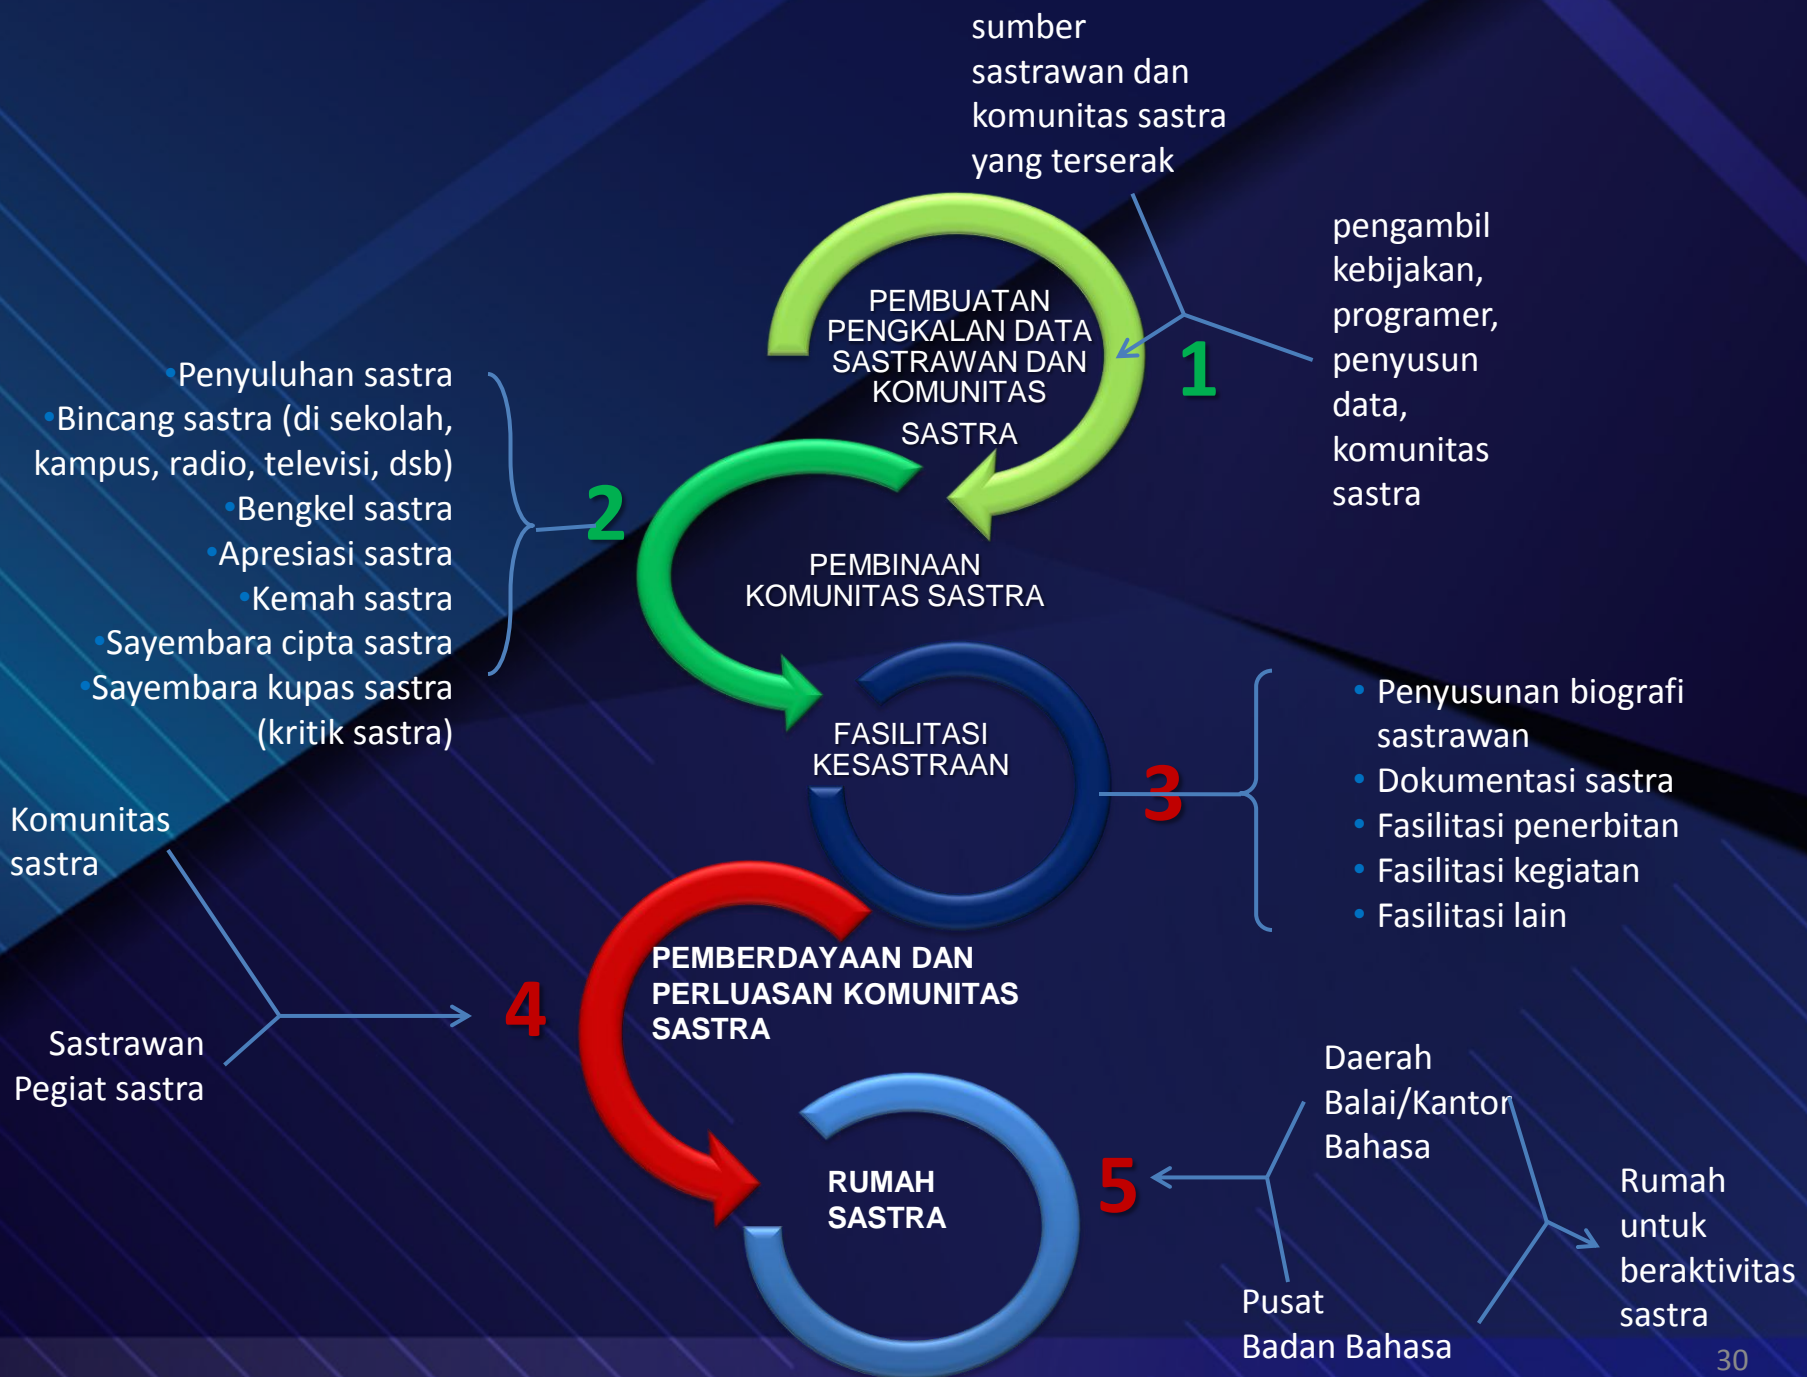 sumber
sastrawan dan
komunitas sastra
yang terserak
pengambil
kebijakan,
programer,
penyusun
data,
komunitas
sastra
PEMBUATAN
PENGKALAN DATA
SASTRAWAN DAN
KOMUNITAS
SASTRA
1
•Penyuluhan sastra
•Bincang sastra (di sekolah,
kampus, radio, televisi, dsb)
•Bengkel sastra
•Apresiasi sastra
•Kemah sastra
•Sayembara cipta sastra
•Sayembara kupas sastra
(kritik sastra)
2
PEMBINAAN
KOMUNITAS SASTRA
FASILITASI
KESASTRAAN
3
• Penyusunan biografi
sastrawan
• Dokumentasi sastra
• Fasilitasi penerbitan
• Fasilitasi kegiatan
• Fasilitasi lain
Komunitas
sastra
Sastrawan
Pegiat sastra
4
PEMBERDAYAAN DAN
PERLUASAN KOMUNITAS
SASTRA
RUMAH
SASTRA
5
Daerah
Balai/Kantor
Bahasa
Pusat
Badan Bahasa
Rumah
untuk
beraktivitas
sastra
30